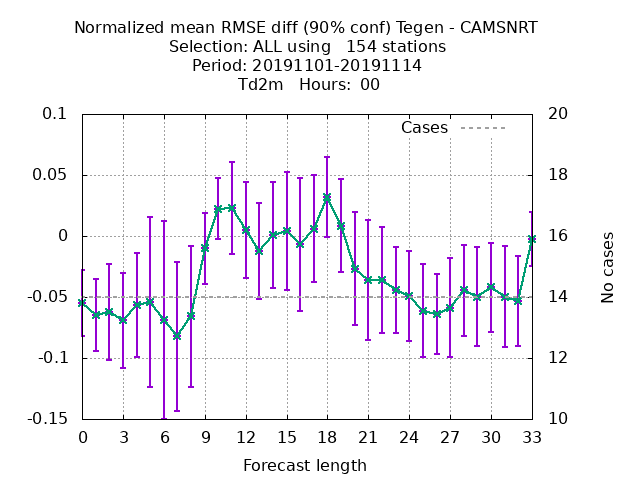 Normalized mean RMSE diff (90% conf) Tegen - CAMSNRT
Selection: ALL using   154 stations
Period: 20191101-20191114
Td2m   Hours:  00
0.1
0.05
0
-0.05
-0.1
-0.15
Cases
20
18
16
14
12
10
No cases
0 3 6 9 12 15 18 21 24 27 30 33
Forecast length